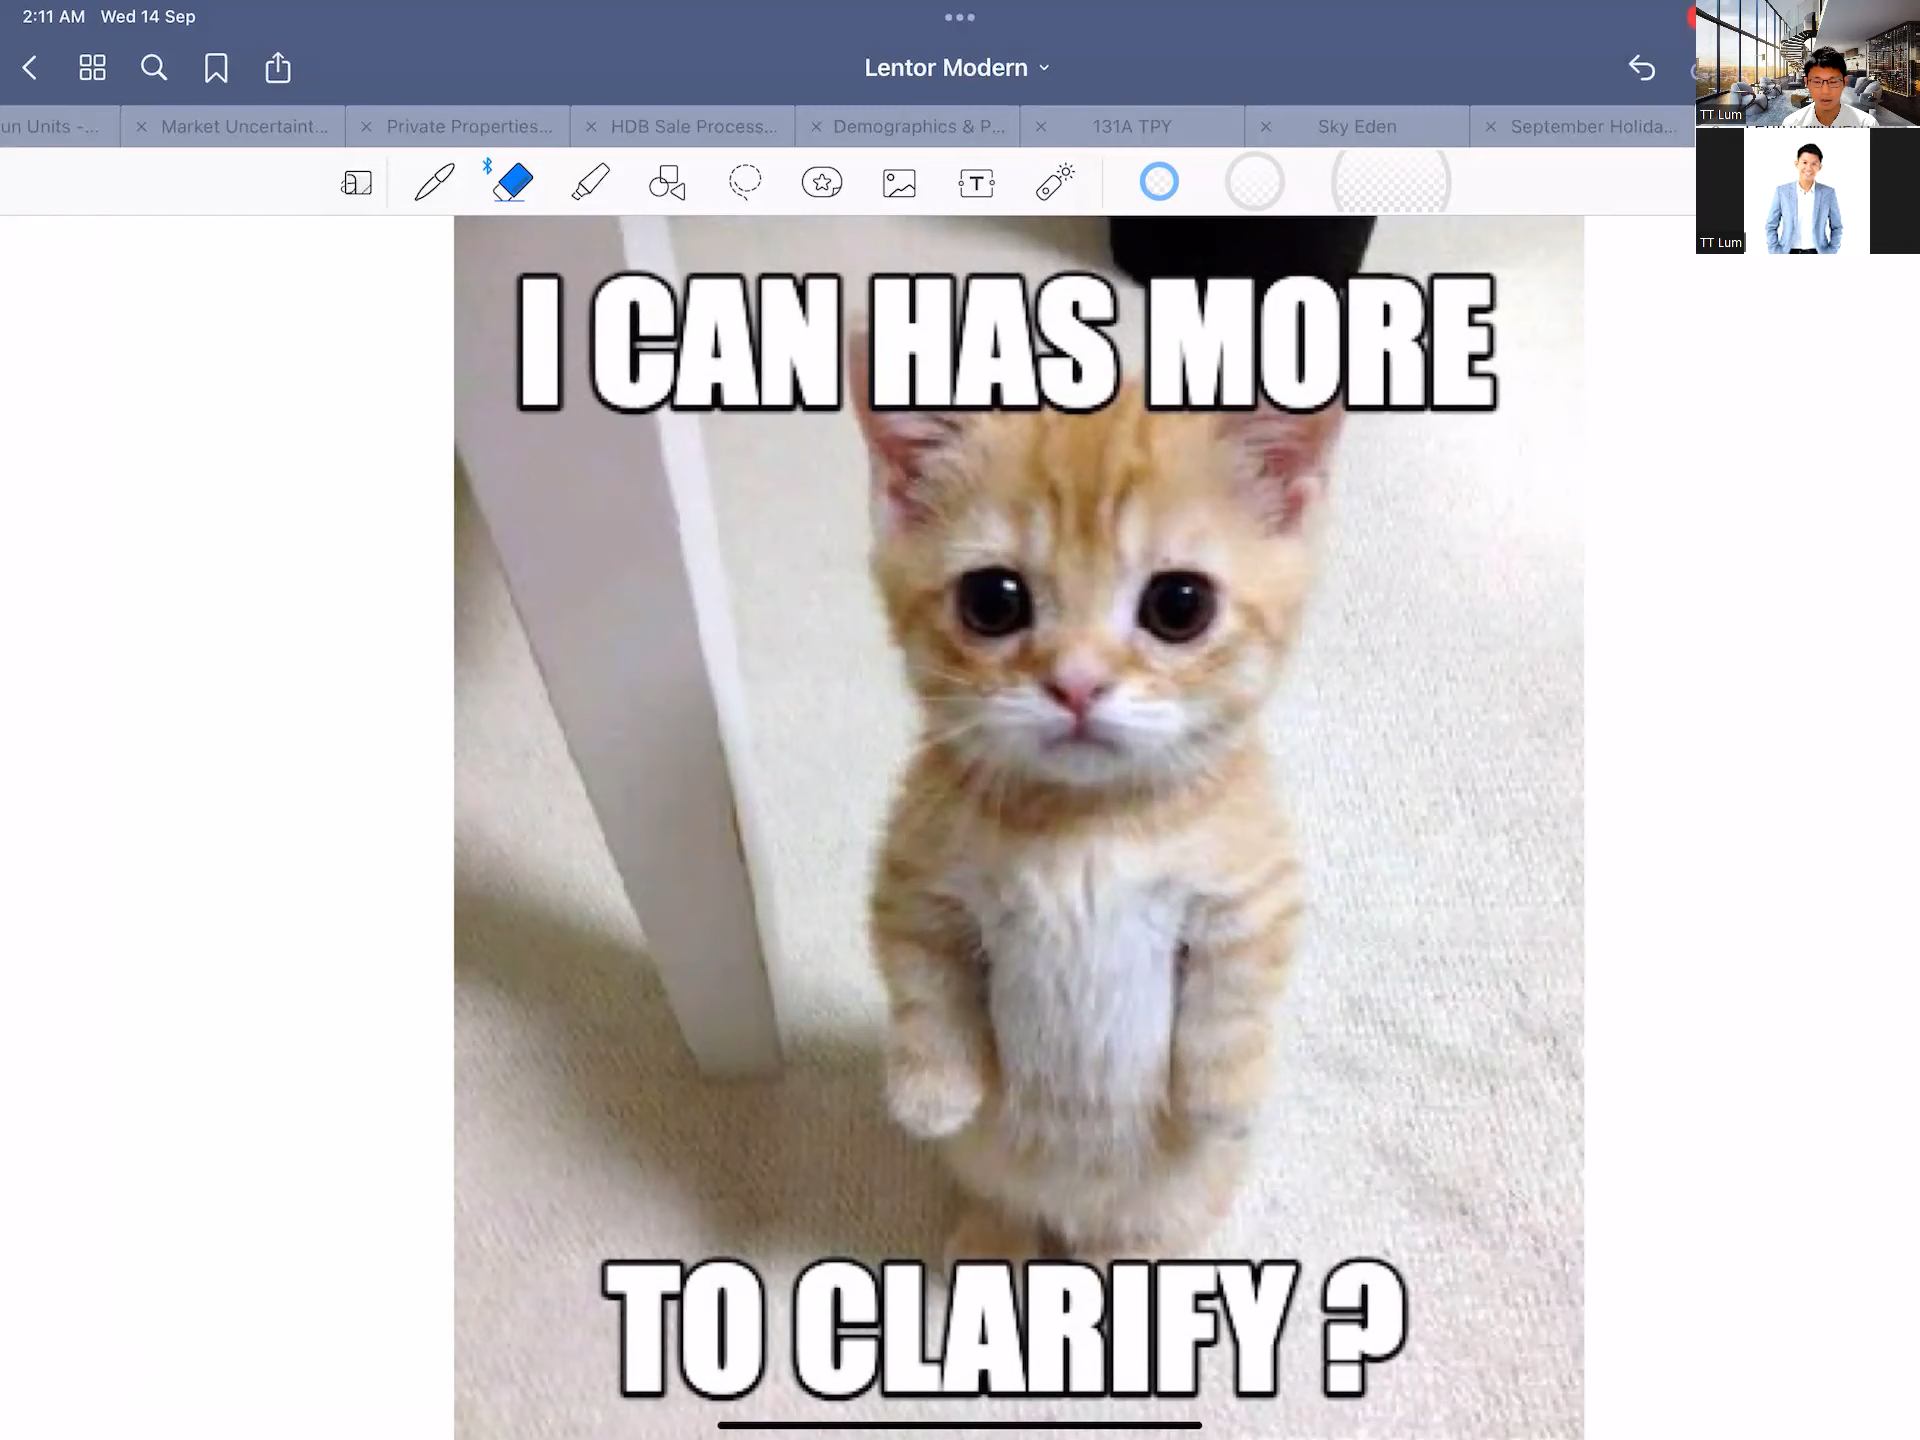 2:11 AM Wed 14 Sep
Lentor Modern
un Units -...
Market Uncertaint...
Private Properties...
HDB Sale Process...
Demographics & P...
131A TPY
Sky Eden
September Holida...
TT Lum
TT Lum
I CAN HAS MORE
TO CLARIFY ?